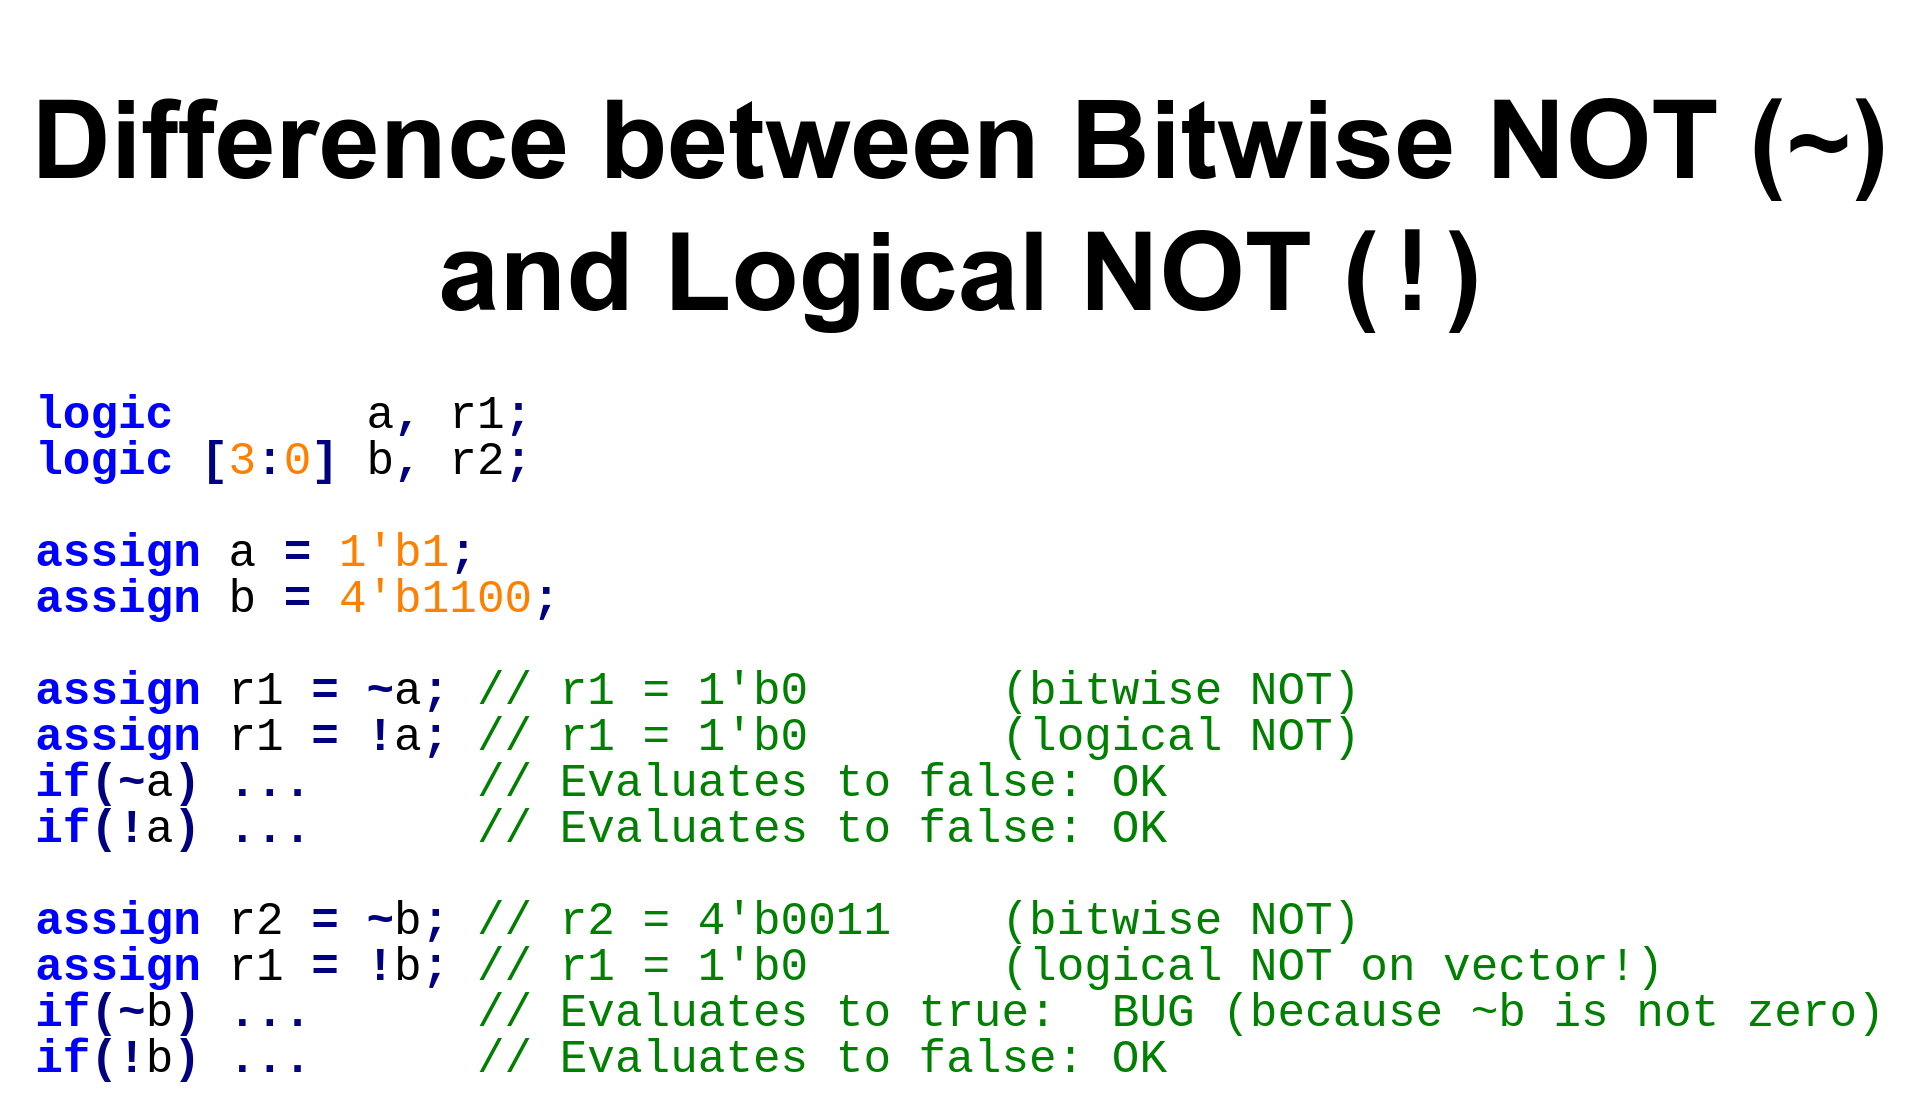 Difference between Bitwise NOT (~)
and Logical NOT (!)
logic       a, r1;
logic [3:0] b, r2;
assign a = 1'b1;
assign b = 4'b1100;
assign r1 = ~a; // r1 = 1'b0       (bitwise NOT)
assign r1 = !a; // r1 = 1'b0       (logical NOT)
if(~a) ...      // Evaluates to false: OK
if(!a) ...      // Evaluates to false: OK
assign r2 = ~b; // r2 = 4'b0011    (bitwise NOT)
assign r1 = !b; // r1 = 1'b0       (logical NOT on vector!)
if(~b) ...      // Evaluates to true:  BUG (because ~b is not zero)
if(!b) ...      // Evaluates to false: OK